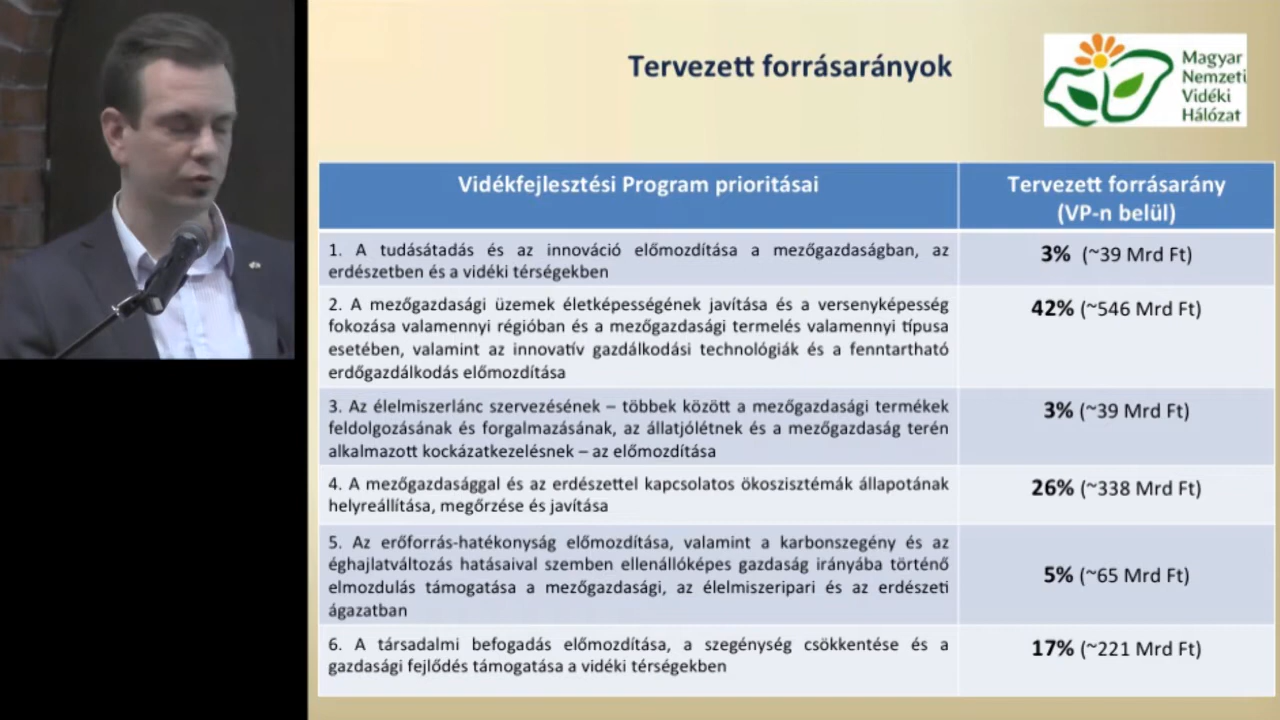 Tervezett forrásarányok
Magyar
Nemzeti
Vidéki
Hálózat
Vidékfejlesztési Program prioritásai
Tervezett forrásarány
(VP-n belül)
1. A tudásátadás és az innováció előmozdítása a mezőgazdaságban, az
erdészetben és a vidéki térségekben
3% (~39 Mrd Ft)
2. A mezőgazdasági üzemek életképességének javítása és a versenyképesség
fokozása valamennyi régióban és a mezőgazdasági termelés valamennyi típusa
esetében, valamint az innovatív gazdálkodási technológiák és a fenntartható
erdőgazdálkodás előmozdítása
42% (~546 Mrd Ft)
3. Az élelmiszerlánc szervezésének – többek között a mezőgazdasági termékek
feldolgozásának és forgalmazásának, az állatjólétnek és a mezőgazdaság terén
alkalmazott kockázatkezelésnek – az előmozdítása
3% (~39 Mrd Ft)
4. A mezőgazdasággal és az erdészettel kapcsolatos ökoszisztémák állapotának
helyreállítása, megőrzése és javítása
26% (~338 Mrd Ft)
5. Az erőforrás-hatékonyság előmozdítása, valamint a karbonszegény és az
éghajlatváltozás hatásaival szemben ellenállóképes gazdaság irányába történő
elmozdulás támogatása a mezőgazdasági, az élelmiszeripari és az erdészeti
ágazatban
5% (~65 Mrd Ft)
6. A társadalmi befogadás előmozdítása, a szegénység csökkentése és a
gazdasági fejlődés támogatása a vidéki térségekben
17% (~221 Mrd Ft)